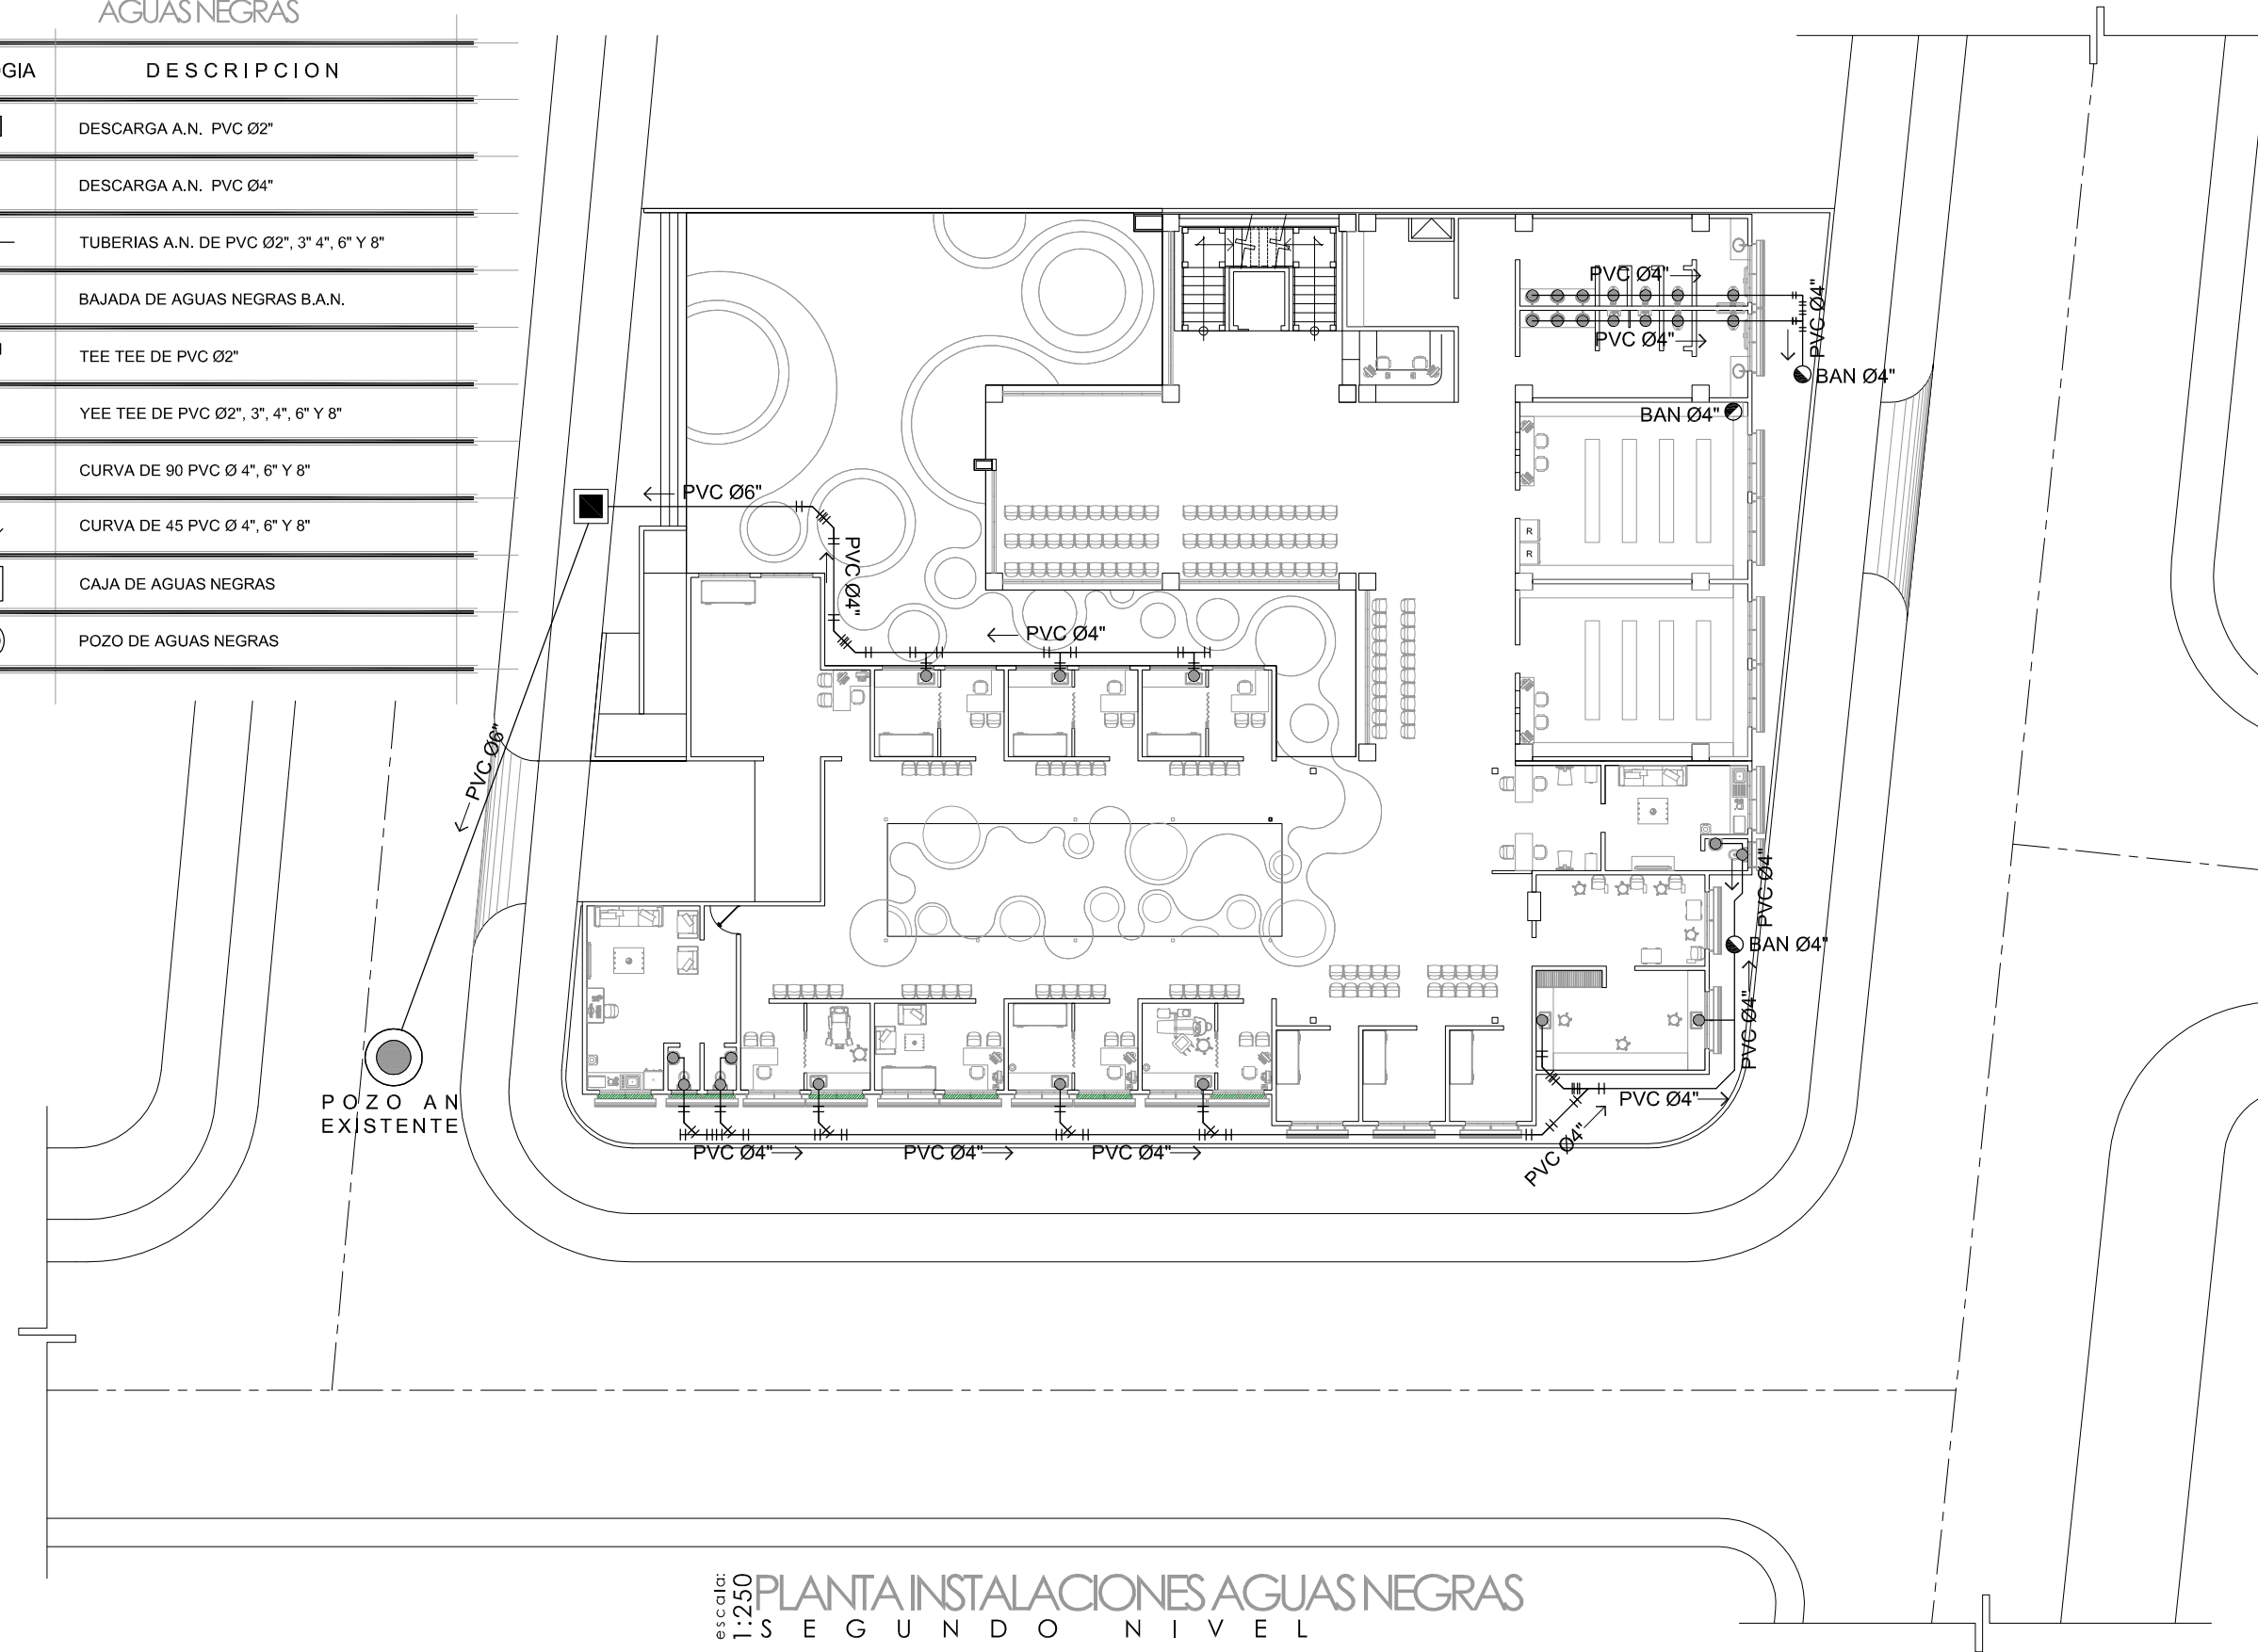 AGUAS NEGRAS
GIA DESCRIPCION
DESCARGA A.N. PVC Ø2"
DESCARGA A.N. PVC Ø4"
TUBERIAS A.N. DE PVC Ø2", 3" 4", 6" Y 8"
BAJADA DE AGUAS NEGRAS B.A.N.
TEE TEE DE PVC Ø2"
YEE TEE DE PVC Ø2", 3", 4", 6" Y 8"
CURVA DE 90 PVC Ø 4", 6" Y 8"
CURVA DE 45 PVC Ø 4", 6" Y 8"
CAJA DE AGUAS NEGRAS
POZO DE AGUAS NEGRAS
PVC Ø4"
PVC Ø4"
PVC Ø4"
BAN Ø4"
BAN Ø4"
PVC Ø6"
R
R
PVC Ø4"
PVC Ø4"
PVC Ø6"
PVC Ø4"
BAN Ø4"
PVC Ø4"
POZO AN
EXISTENTE
PVC Ø4"
PVC Ø4"
PVC Ø4"
PVC Ø4"
PVC Ø4"
escala:
1:250
PLANTA INSTALACIONES AGUAS NEGRAS
SEGUNDO NIVEL